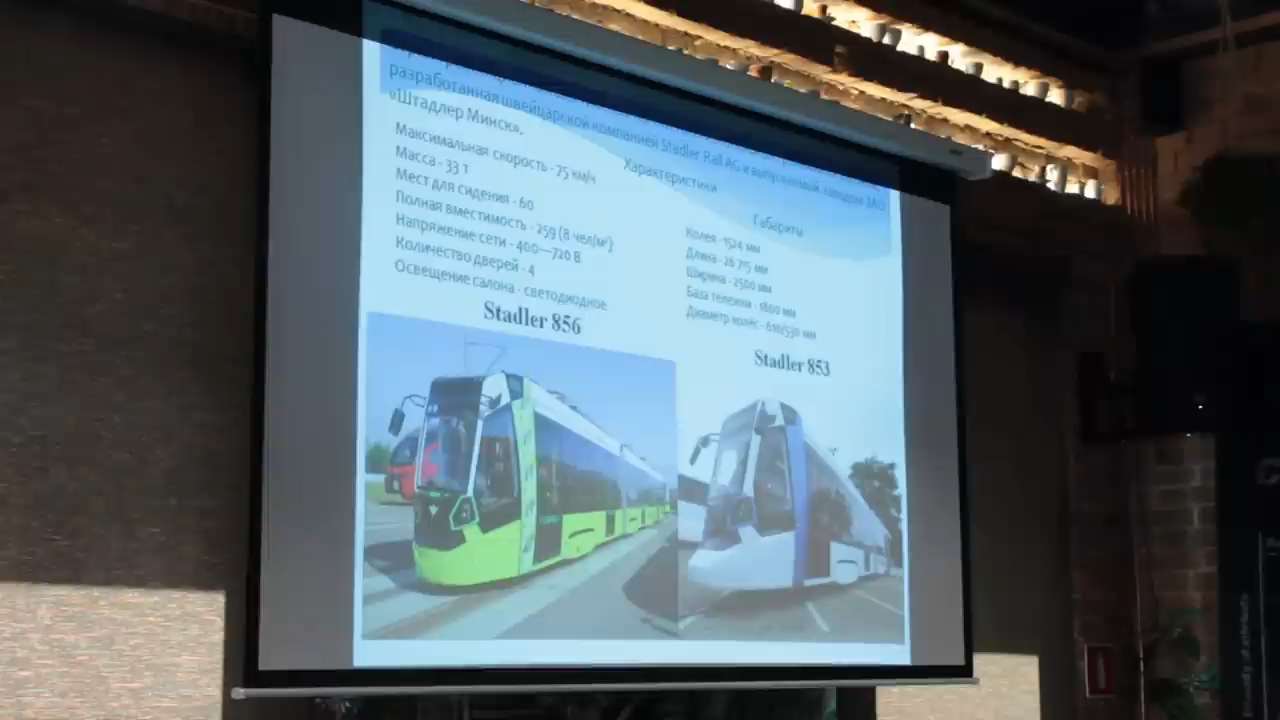 разработанная швейцарской компанией Stadler Rail AG и выпускаемый заводом ЗАО
«Штадлер Минск».
Характеристики
Максимальная скорость - 75 км/ч
Масса - 33 т
Мест для сидения - 60
Полная вместимость - 259 (8 чел/м²)
Напряжение сети - 400—720 В
Количество дверей - 4
Освещение салона - светодиодное
Габариты
Колея - 1524 мм
Длина - 26 715 мм
Ширина - 2500 мм
База тележки - 1800 мм
Диаметр колёс - 610/530 мм
Stadler 856
Stadler 853